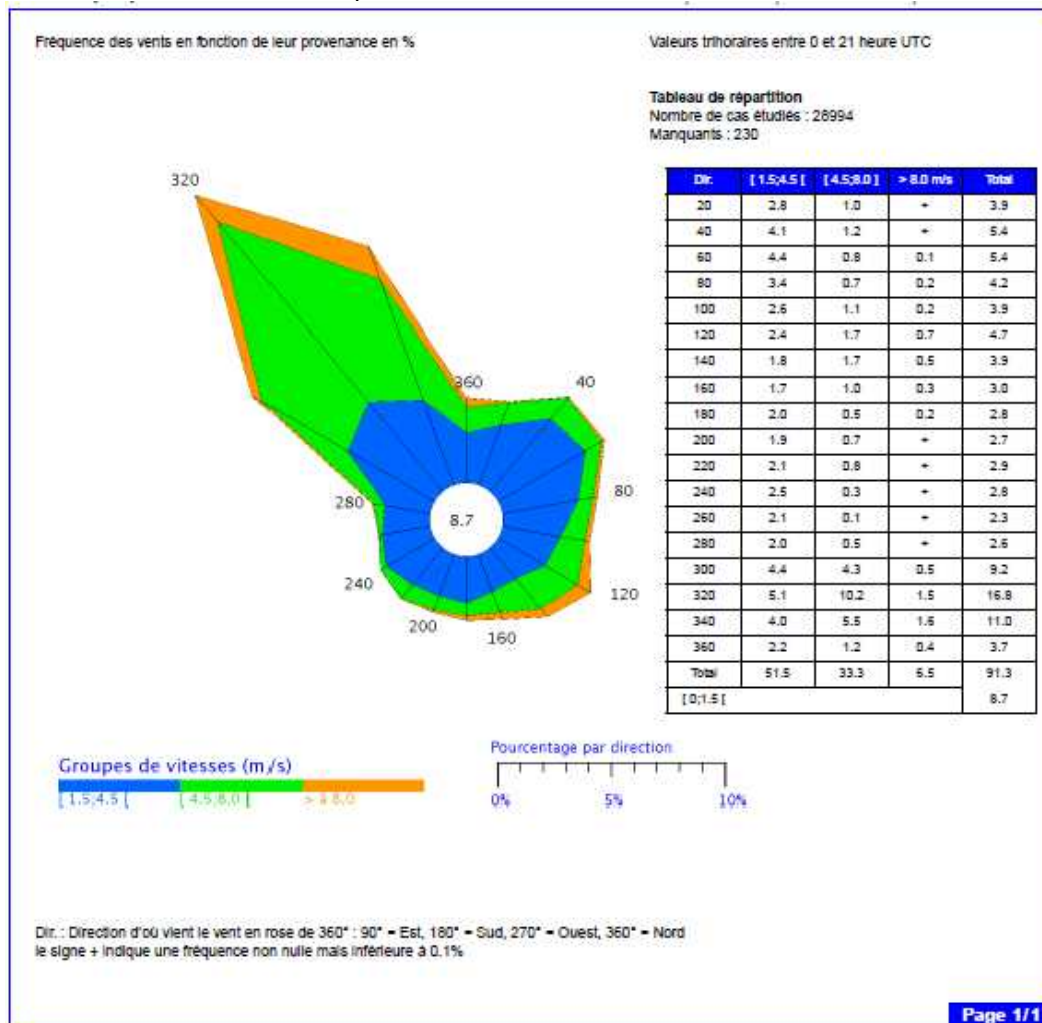 Fréquence des vents en fonction de leur provenance en %
Valeurs trihoraires entre 0 et 21 heure UTC
Tableau de répartition
Nombre de cas étudiés : 28994
Manquants : 230
Dir. [ 1.5;4.5 [ [ 4.5;8.0 ] > 8.0 m/s Total
20 2.8 1.0 + 3.9
40 4.1 1.2 + 5.4
60 4.4 0.8 0.1 5.4
80 3.4 0.7 0.2 4.2
100 2.6 1.1 0.2 3.9
120 2.4 1.7 0.7 4.7
140 1.8 1.7 0.5 3.9
160 1.7 1.0 0.3 3.0
180 2.0 0.5 0.2 2.8
200 1.9 0.7 + 2.7
220 2.1 0.8 + 2.9
240 2.5 0.3 + 2.8
260 2.1 0.1 + 2.3
280 2.0 0.5 + 2.6
300 4.4 4.3 0.5 9.2
320 5.1 10.2 1.5 16.8
340 4.0 5.5 1.6 11.0
360 2.2 1.2 0.4 3.7
Total 51.5 33.3 6.5 91.3
[ 0;1.5 [ 8.7
320
360
40
80
280
8.7
240
120
200
160
Groupes de vitesses (m/s)
[ 1.5;4.5 [ [ 4.5;8.0 ] > 8.0
Pourcentage par direction
0% 5% 10%
Dir. : Direction d'où vient le vent en rose de 360° : 90° = Est, 180° = Sud, 270° = Ouest, 360° = Nord
le signe + indique une fréquence non nulle mais inférieure à 0.1%
Page 1/1